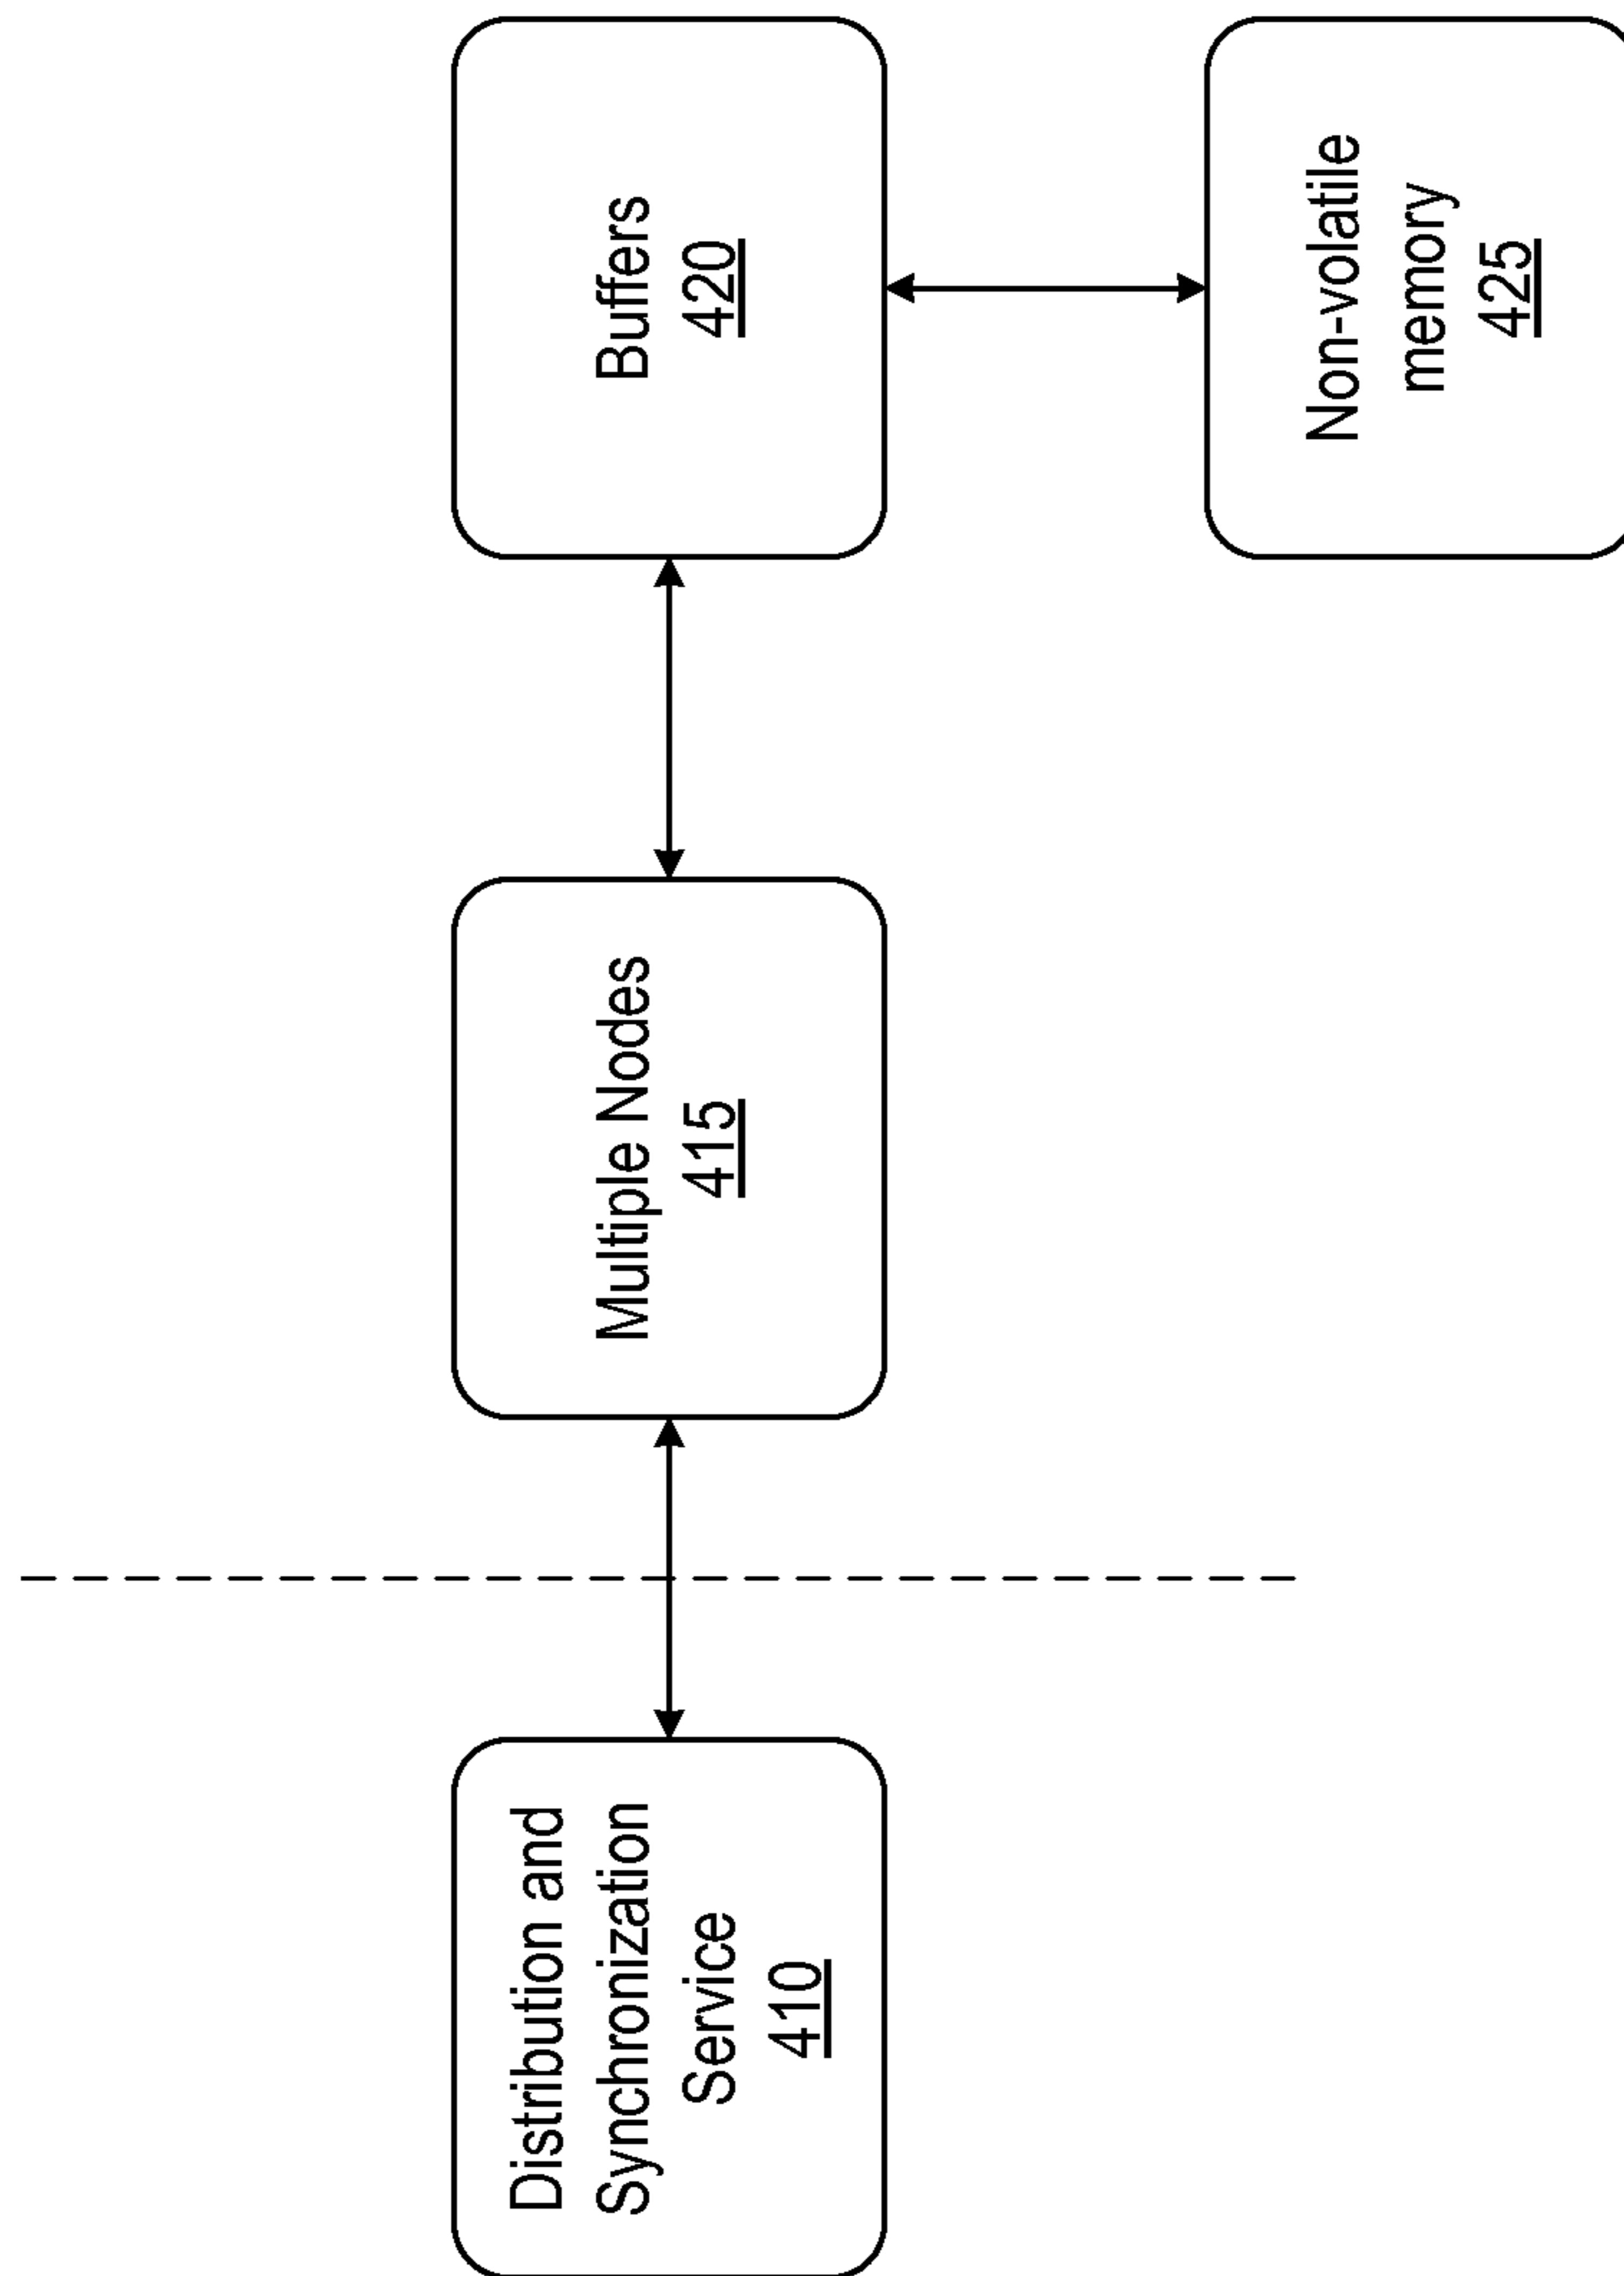 Distribution and
Synchronization
Service
410
Multiple Nodes
415
Buffers
420
Non-volatile
memory
425